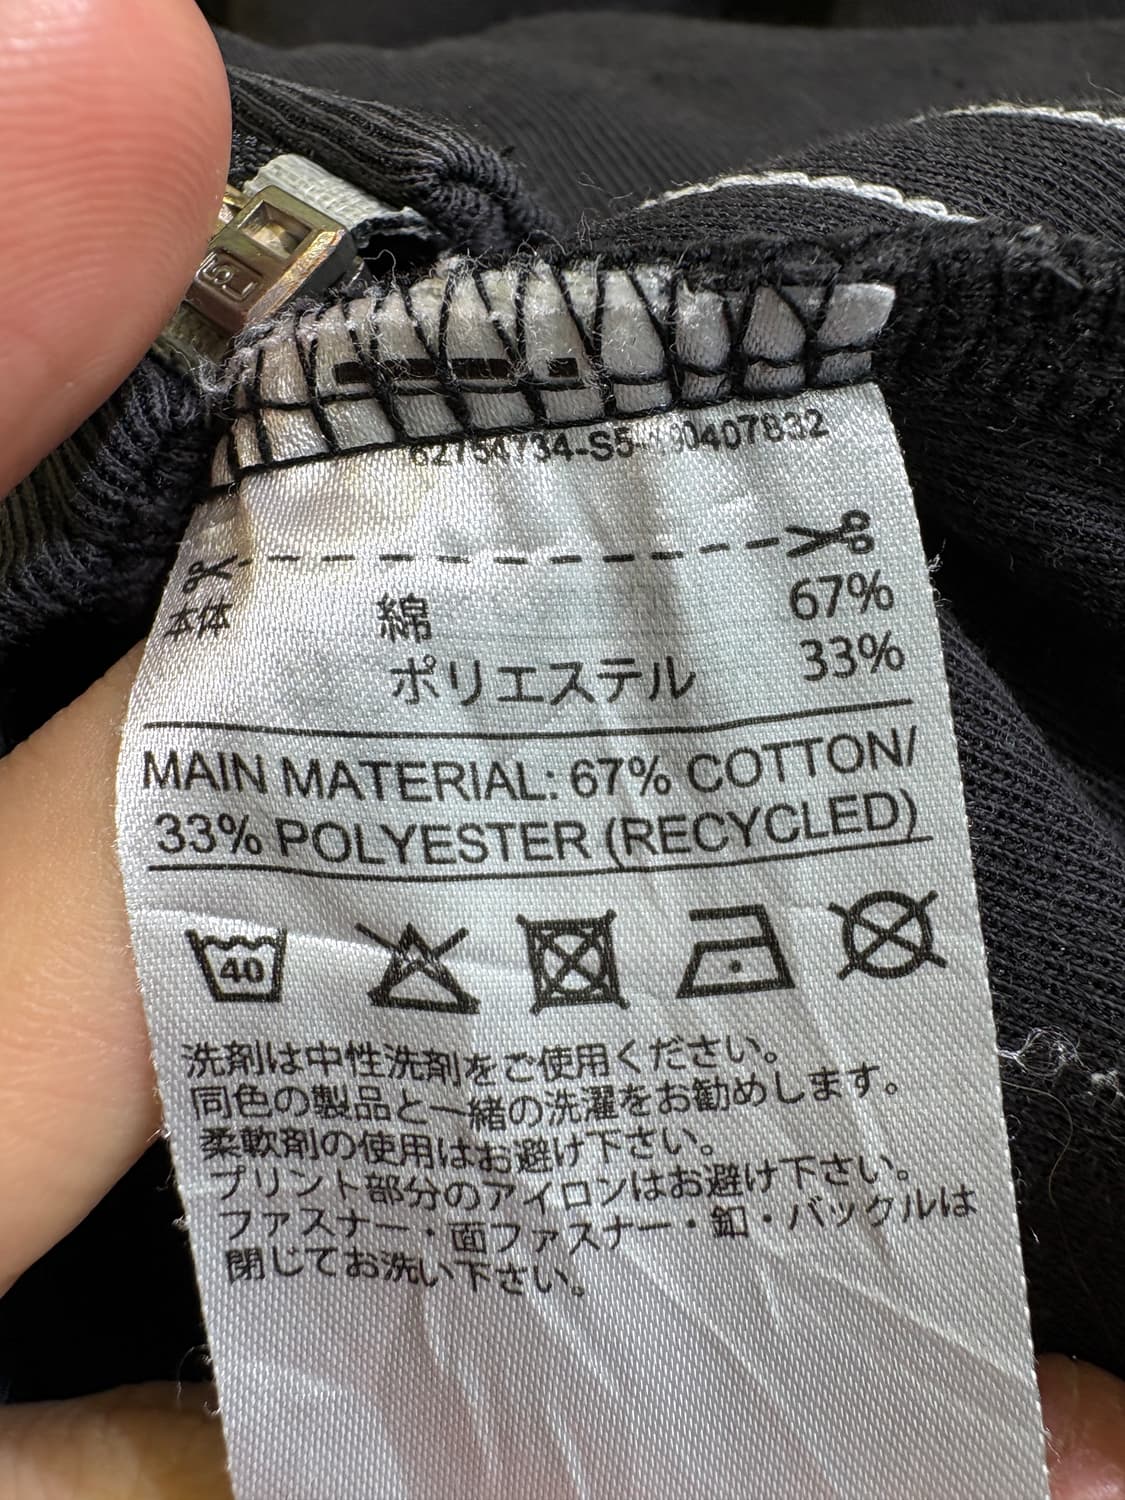 62754734-S5-190407832
本体 綿 67%
ポリエステル 33%
MAIN MATERIAL: 67% COTTON/
33% POLYESTER (RECYCLED)
40
洗剤は中性洗剤をご使用ください。
同色の製品と一緒の洗濯をお勧めします。
柔軟剤の使用はお避け下さい。
プリント部分のアイロンはお避け下さい。
ファスナー・面ファスナー・釦・バックルは
閉じてお洗い下さい。